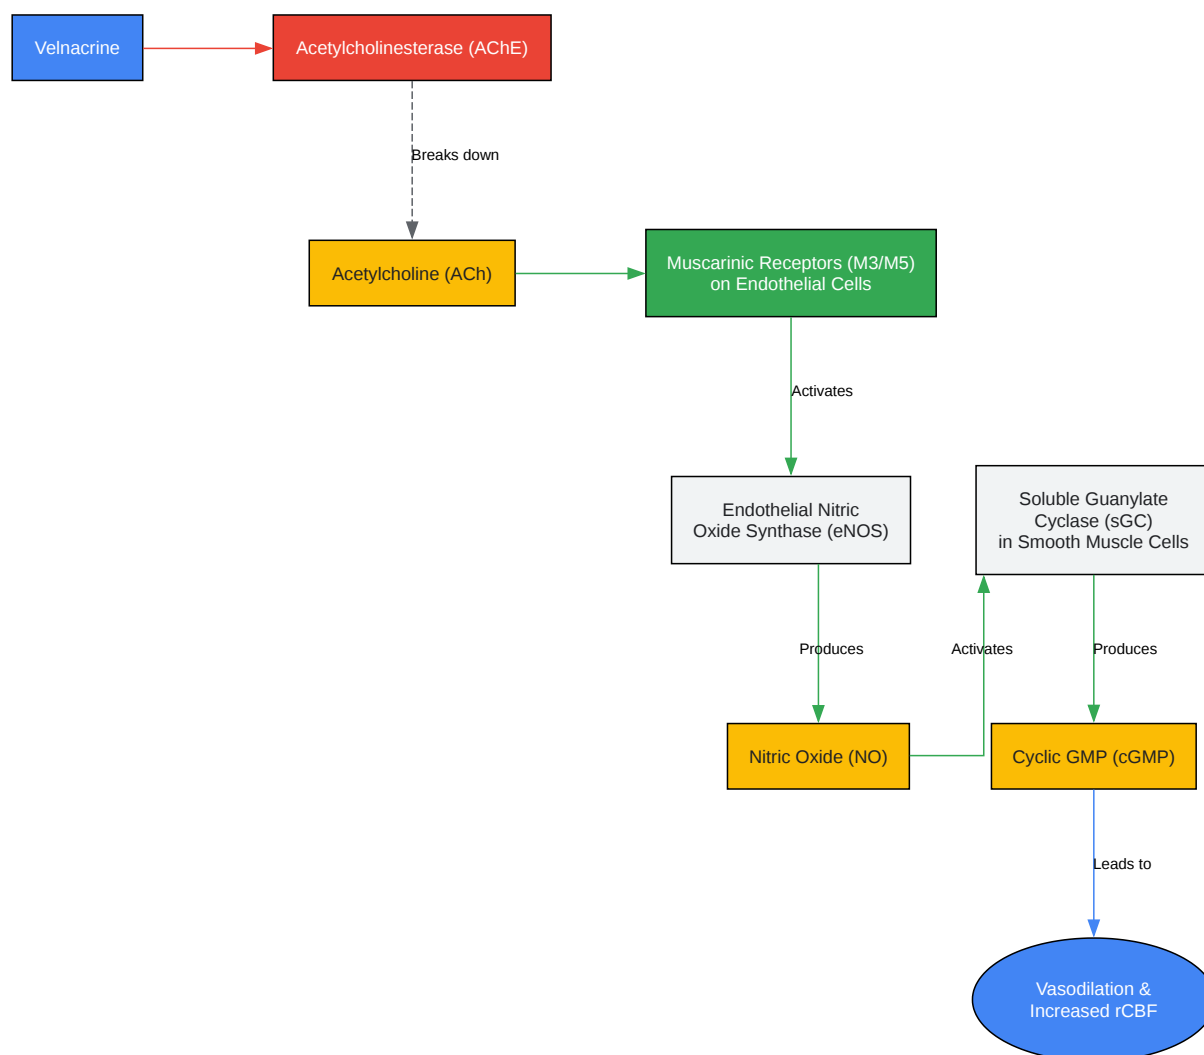 Velnacrine
Acetylcholinesterase (AChE)
Breaks down
Acetylcholine (ACh)
Muscarinic Receptors (M3/M5)
on Endothelial Cells
Activates
Endothelial Nitric
Oxide Synthase (eNOS)
Soluble Guanylate
Cyclase (sGC)
in Smooth Muscle Cells
Produces
Activates
Produces
Nitric Oxide (NO)
Cyclic GMP (cGMP)
Leads to
Vasodilation &
Increased rCBF